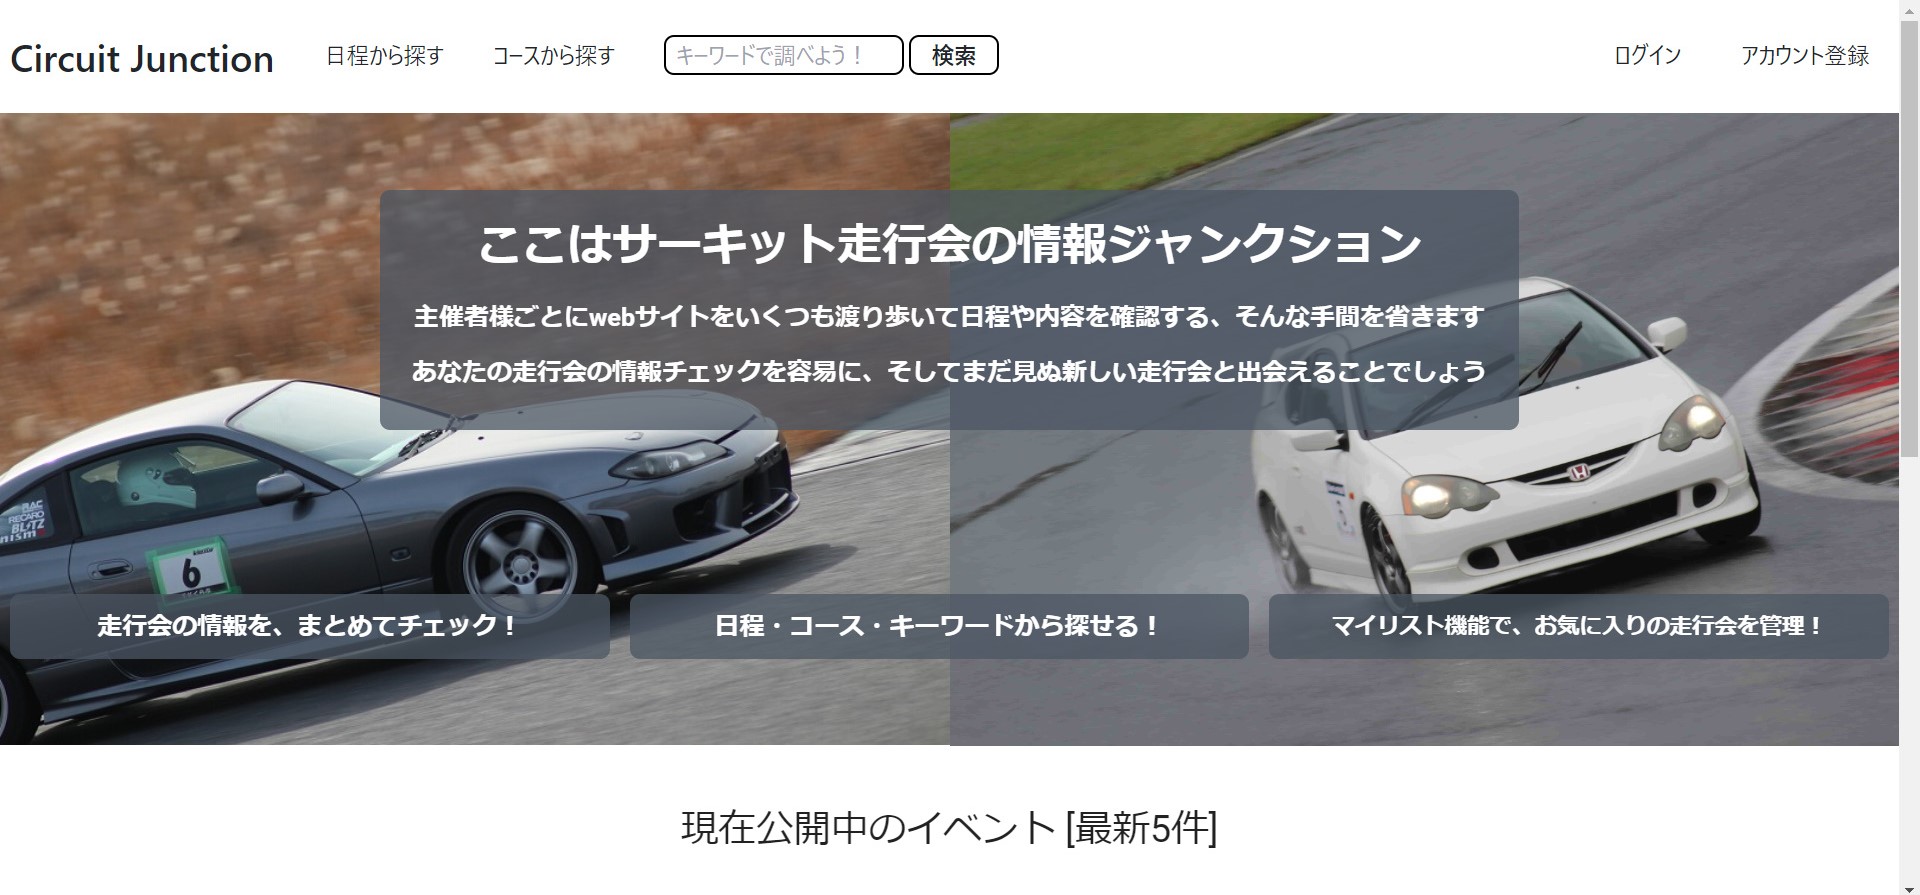 Circuit Junction
日程から探す
コースから探す
キーワードで調べよう！
検索
ログイン
アカウント登録
ここはサーキット走行会の情報ジャンクション
主催者様ごとにwebサイトをいくつも渡り歩いて日程や内容を確認する、そんな手間を省きます
あなたの走行会の情報チェックを容易に、そしてまだ見ぬ新しい走行会と出会えることでしょう
RECARO
BLITZ
nismo
6
走行会の情報を、まとめてチェック！
日程・コース・キーワードから探せる！
マイリスト機能で、お気に入りの走行会を管理！
現在公開中のイベント [最新5件]